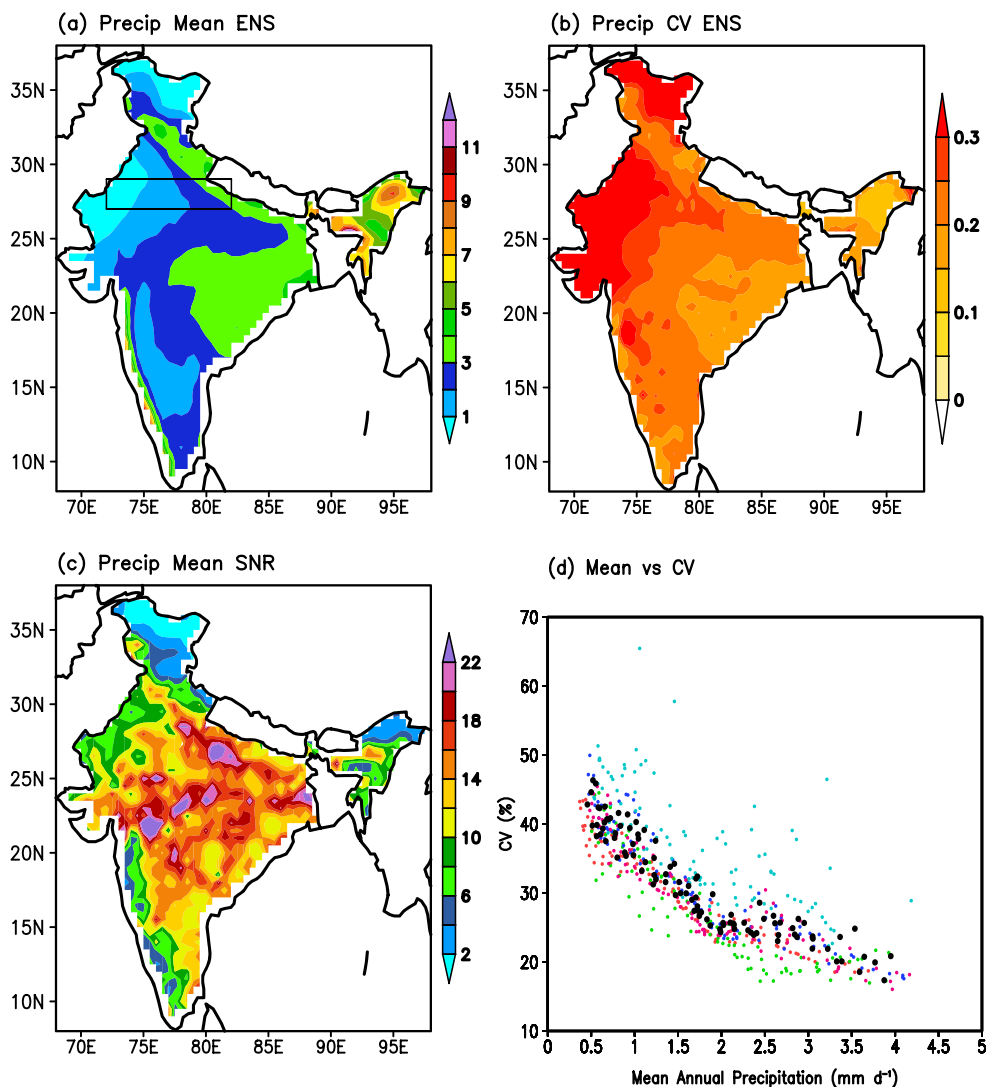 (a) Precip Mean ENS
35N
30N
25N
20N
15N
10N
70E 75E 80E 85E 90E 95E
11
9
7
5
3
1
(b) Precip CV ENS
35N
30N
25N
20N
15N
10N
70E 75E 80E 85E 90E 95E
0.3
0.2
0.1
0
(c) Precip Mean SNR
35N
30N
25N
20N
15N
10N
70E 75E 80E 85E 90E 95E
22
18
14
10
6
2
(d) Mean vs CV
CV (%)
70
60
50
40
30
20
10
0 0.5 1 1.5 2 2.5 3 3.5 4 4.5 5
Mean Annual Precipitation (mm d⁻¹)